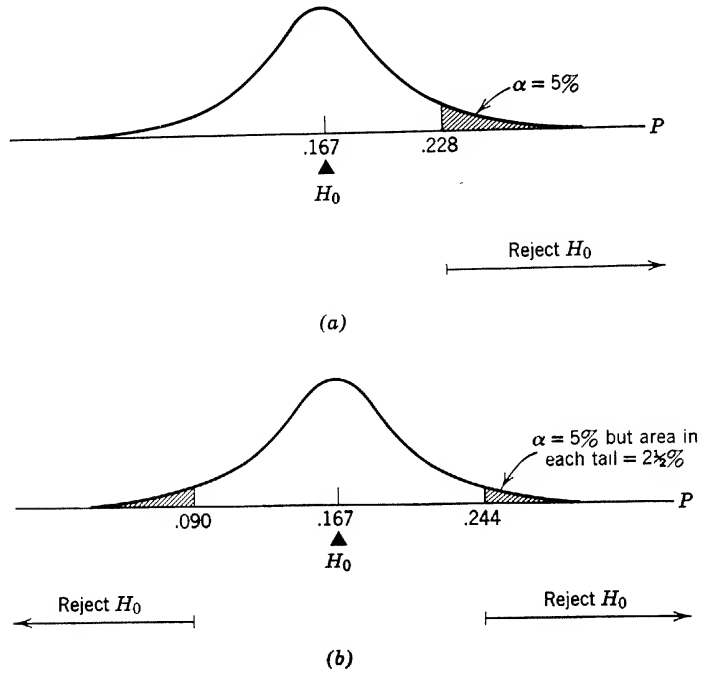 α = 5%
P
.167
.228
H₀
Reject H₀
(a)
α = 5% but area in
each tail = 2½%
P
.090
.167
.244
H₀
Reject H₀
Reject H₀
(b)